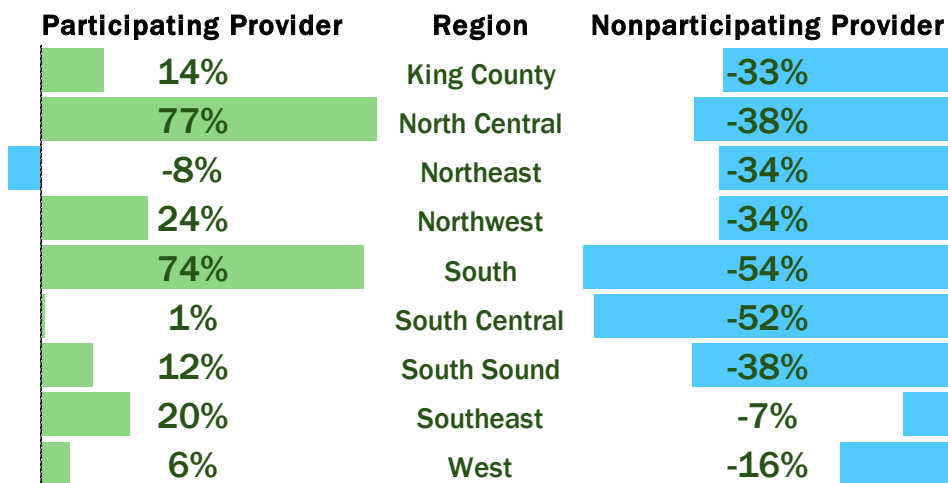 Participating Provider Region Nonparticipating Provider
14% King County -33%
77% North Central -38%
-8% Northeast -34%
24% Northwest -34%
74% South -54%
1% South Central -52%
12% South Sound -38%
20% Southeast -7%
6% West -16%